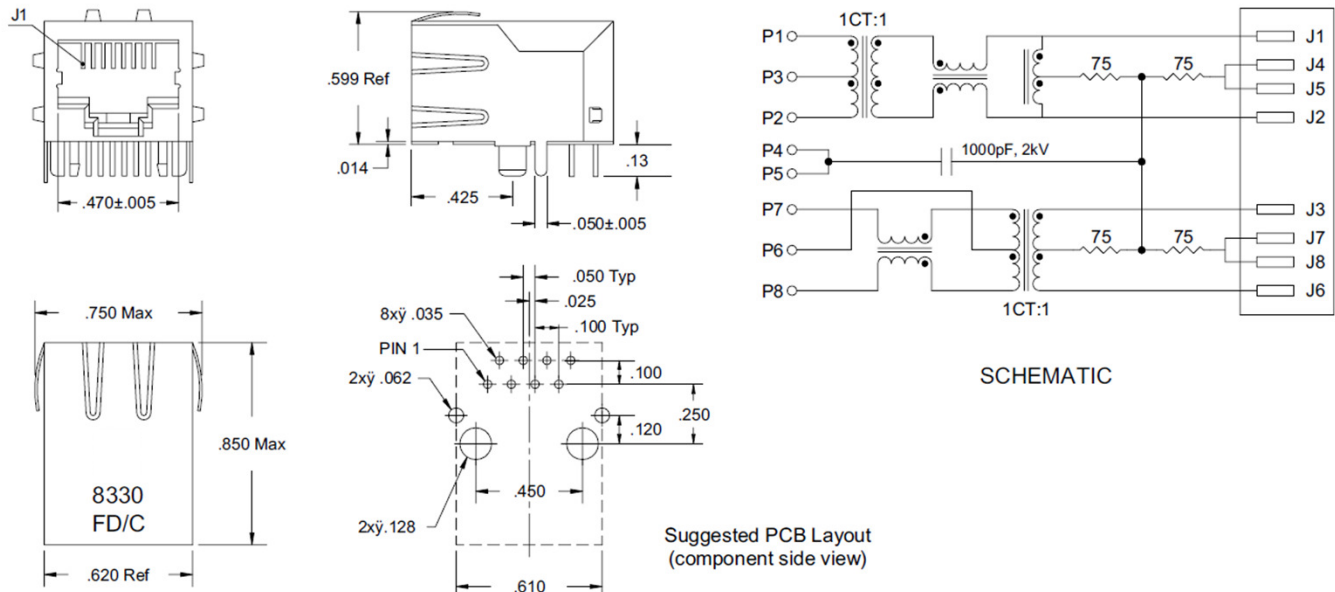 J1
.599 Ref
.014
.13
.425
.050±.005
.470±.005
.750 Max
.850 Max
8330
FD/C
.620 Ref
.050 Typ
.025
8xÿ .035
.100 Typ
PIN 1
2xÿ .062
.100
.250
.120
.450
2xÿ.128
.610
Suggested PCB Layout
(component side view)
1CT:1
P1
P3
P2
P4
P5
P7
P6
P8
75
75
1000pF, 2kV
75
75
1CT:1
J1
J4
J5
J2
J3
J7
J8
J6
SCHEMATIC